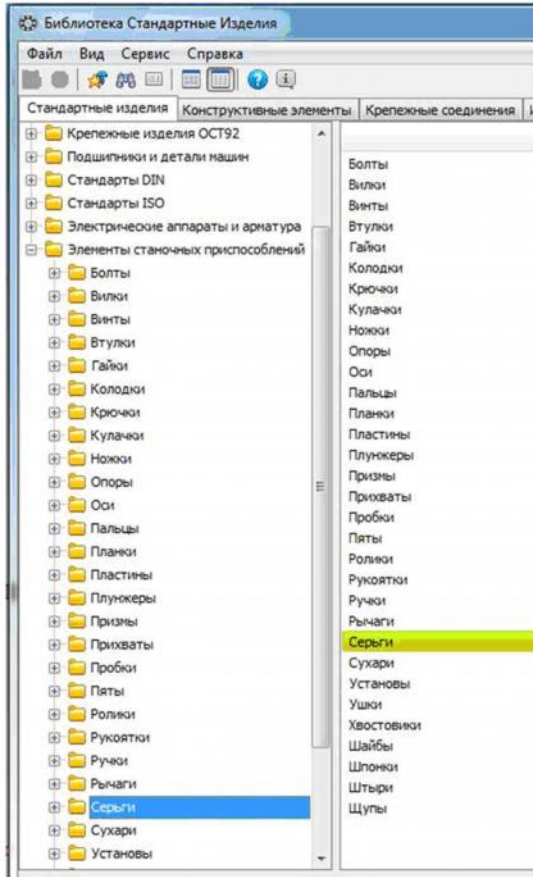 Библиотека Стандартные Изделия
Файл Вид Сервис Справка
Стандартные изделия Конструктивные элементы Крепежные соединения
Крепежные изделия ОСТ92
Подшипники и детали машин
Стандарты DIN
Стандарты ISO
Электрические аппараты и арматура
Элементы станочных приспособлений
Болты
Вилки
Винты
Втулки
Гайки
Колодки
Крючки
Кулачки
Ножки
Опоры
Оси
Пальцы
Планки
Пластины
Плунжеры
Призмы
Прихваты
Пробки
Пяты
Ролики
Рукоятки
Ручки
Рычаги
Серьги
Сухари
Установы
Болты
Вилки
Винты
Втулки
Гайки
Колодки
Крючки
Кулачки
Ножки
Опоры
Оси
Пальцы
Планки
Пластины
Плунжеры
Призмы
Прихваты
Пробки
Пяты
Ролики
Рукоятки
Ручки
Рычаги
Серьги
Сухари
Установы
Ушки
Хвостовики
Шайбы
Шпонки
Штыри
Щупы